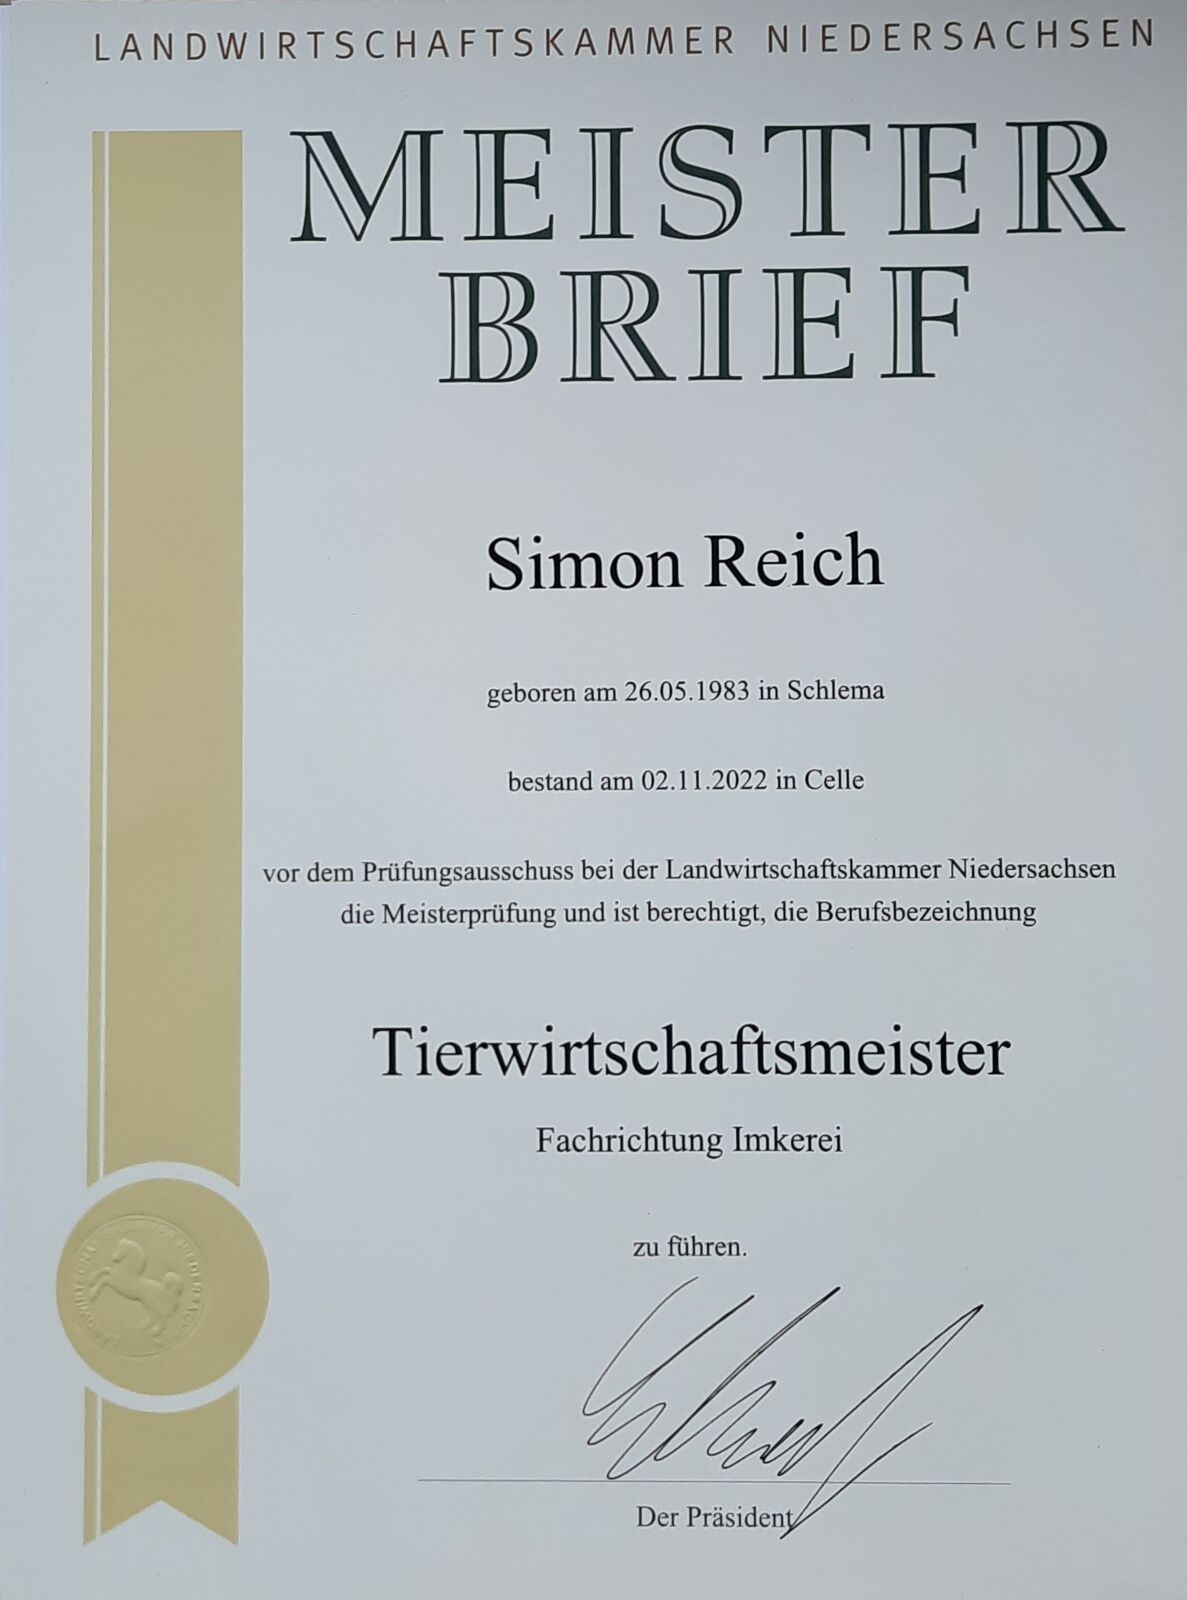 LANDWIRTSCHAFTSKAMMER NIEDERSACHSEN
MEISTER
BRIEF
Simon Reich
geboren am 26.05.1983 in Schlema
bestand am 02.11.2022 in Celle
vor dem Prüfungsausschuss bei der Landwirtschaftskammer Niedersachsen
die Meisterprüfung und ist berechtigt, die Berufsbezeichnung
Tierwirtschaftsmeister
Fachrichtung Imkerei
zu führen.
Der Präsident
LANDWIRTSCHAFTSKAMMER NIEDERSACHSEN